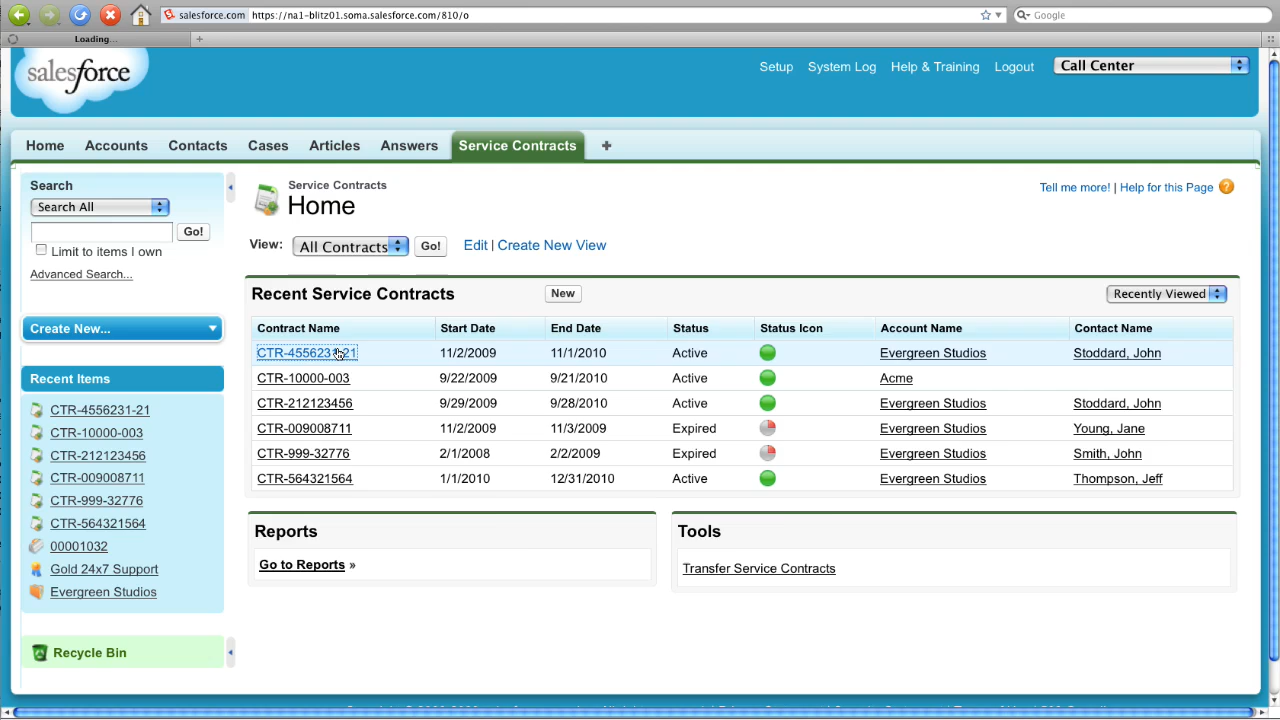 salesforce.com https://na1-blitz01.soma.salesforce.com/810/o
Google
Loading...
salesforce
Setup System Log Help & Training Logout Call Center
Home Accounts Contacts Cases Articles Answers Service Contracts
Search
Search All
Go!
Limit to items I own
Advanced Search...
Create New...
Recent Items
CTR-4556231-21
CTR-10000-003
CTR-212123456
CTR-009008711
CTR-999-32776
CTR-564321564
00001032
Gold 24x7 Support
Evergreen Studios
Recycle Bin
Service Contracts
Home
Tell me more! | Help for this Page
View: All Contracts Go! Edit | Create New View
Recent Service Contracts New Recently Viewed
Contract Name Start Date End Date Status Status Icon Account Name Contact Name
CTR-4556231-21 11/2/2009 11/1/2010 Active Evergreen Studios Stoddard, John
CTR-10000-003 9/22/2009 9/21/2010 Active Acme
CTR-212123456 9/29/2009 9/28/2010 Active Evergreen Studios Stoddard, John
CTR-009008711 11/2/2009 11/3/2009 Expired Evergreen Studios Young, Jane
CTR-999-32776 2/1/2008 2/2/2009 Expired Evergreen Studios Smith, John
CTR-564321564 1/1/2010 12/31/2010 Active Evergreen Studios Thompson, Jeff
Reports
Go to Reports »
Tools
Transfer Service Contracts